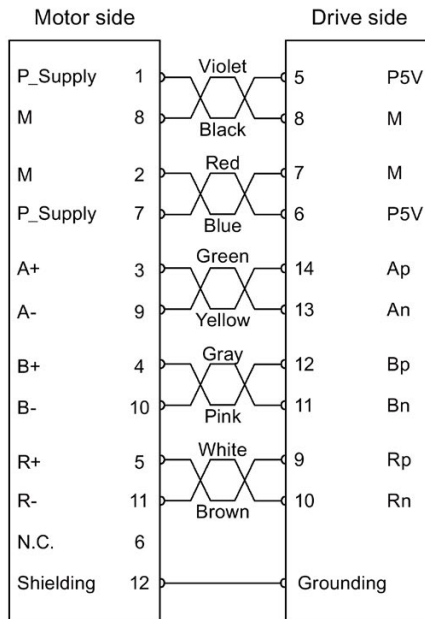 Motor side Drive side
P_Supply 1 Violet 5 P5V
M 8 Black 8 M
M 2 Red 7 M
P_Supply 7 Blue 6 P5V
A+ 3 Green 14 Ap
A- 9 Yellow 13 An
B+ 4 Gray 12 Bp
B- 10 Pink 11 Bn
R+ 5 White 9 Rp
R- 11 Brown 10 Rn
N.C. 6
Shielding 12 Grounding